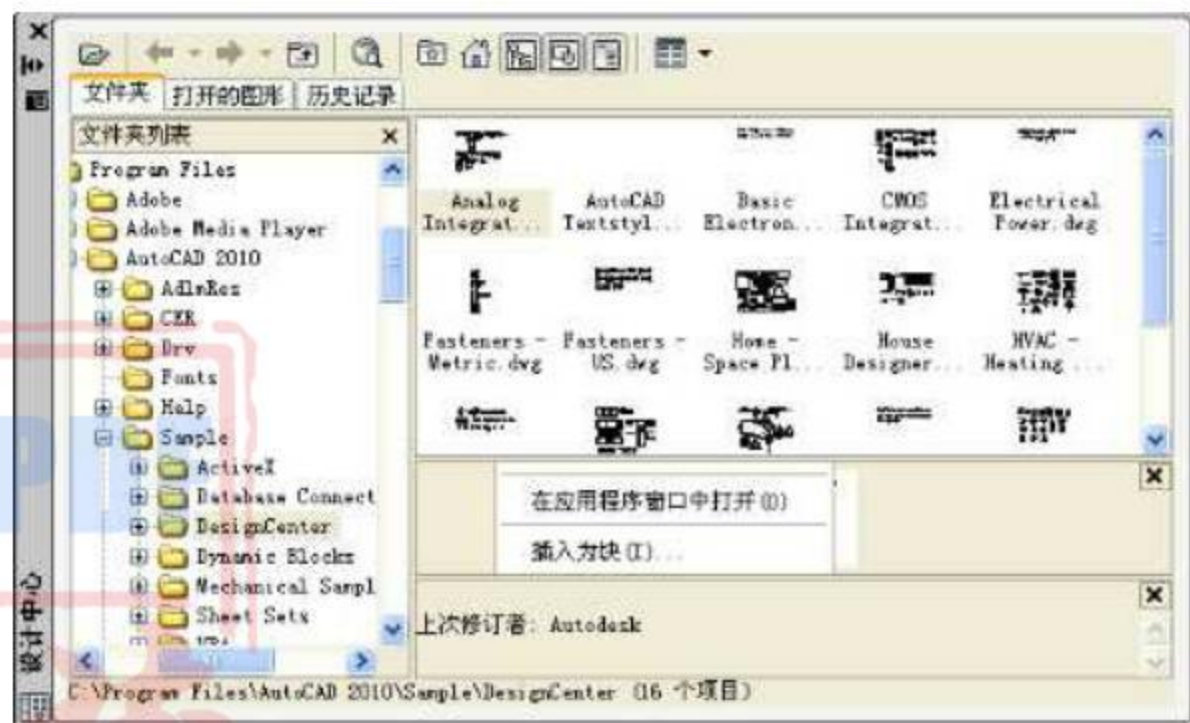 文件夹 打开的图形 历史记录
文件夹列表
Program Files
Adobe
Adobe Media Player
AutoCAD 2010
AdlmRes
CER
Drv
Fonts
Help
Sample
ActiveX
Database Connect
DesignCenter
Dynamic Blocks
Mechanical Sampl
Sheet Sets
VBA
Analog Integrat...
AutoCAD Textstyl...
Basic Electron...
CMOS Integrat...
Electrical Power.dwg
Fasteners - Metric.dwg
Fasteners - US.dwg
Home - Space Pl...
House Designer...
HVAC - Heating ...
在应用程序窗口中打开(O)
插入为块(I)...
上次修订者: Autodesk
C:\Program Files\AutoCAD 2010\Sample\DesignCenter (16 个项目)
设计中心